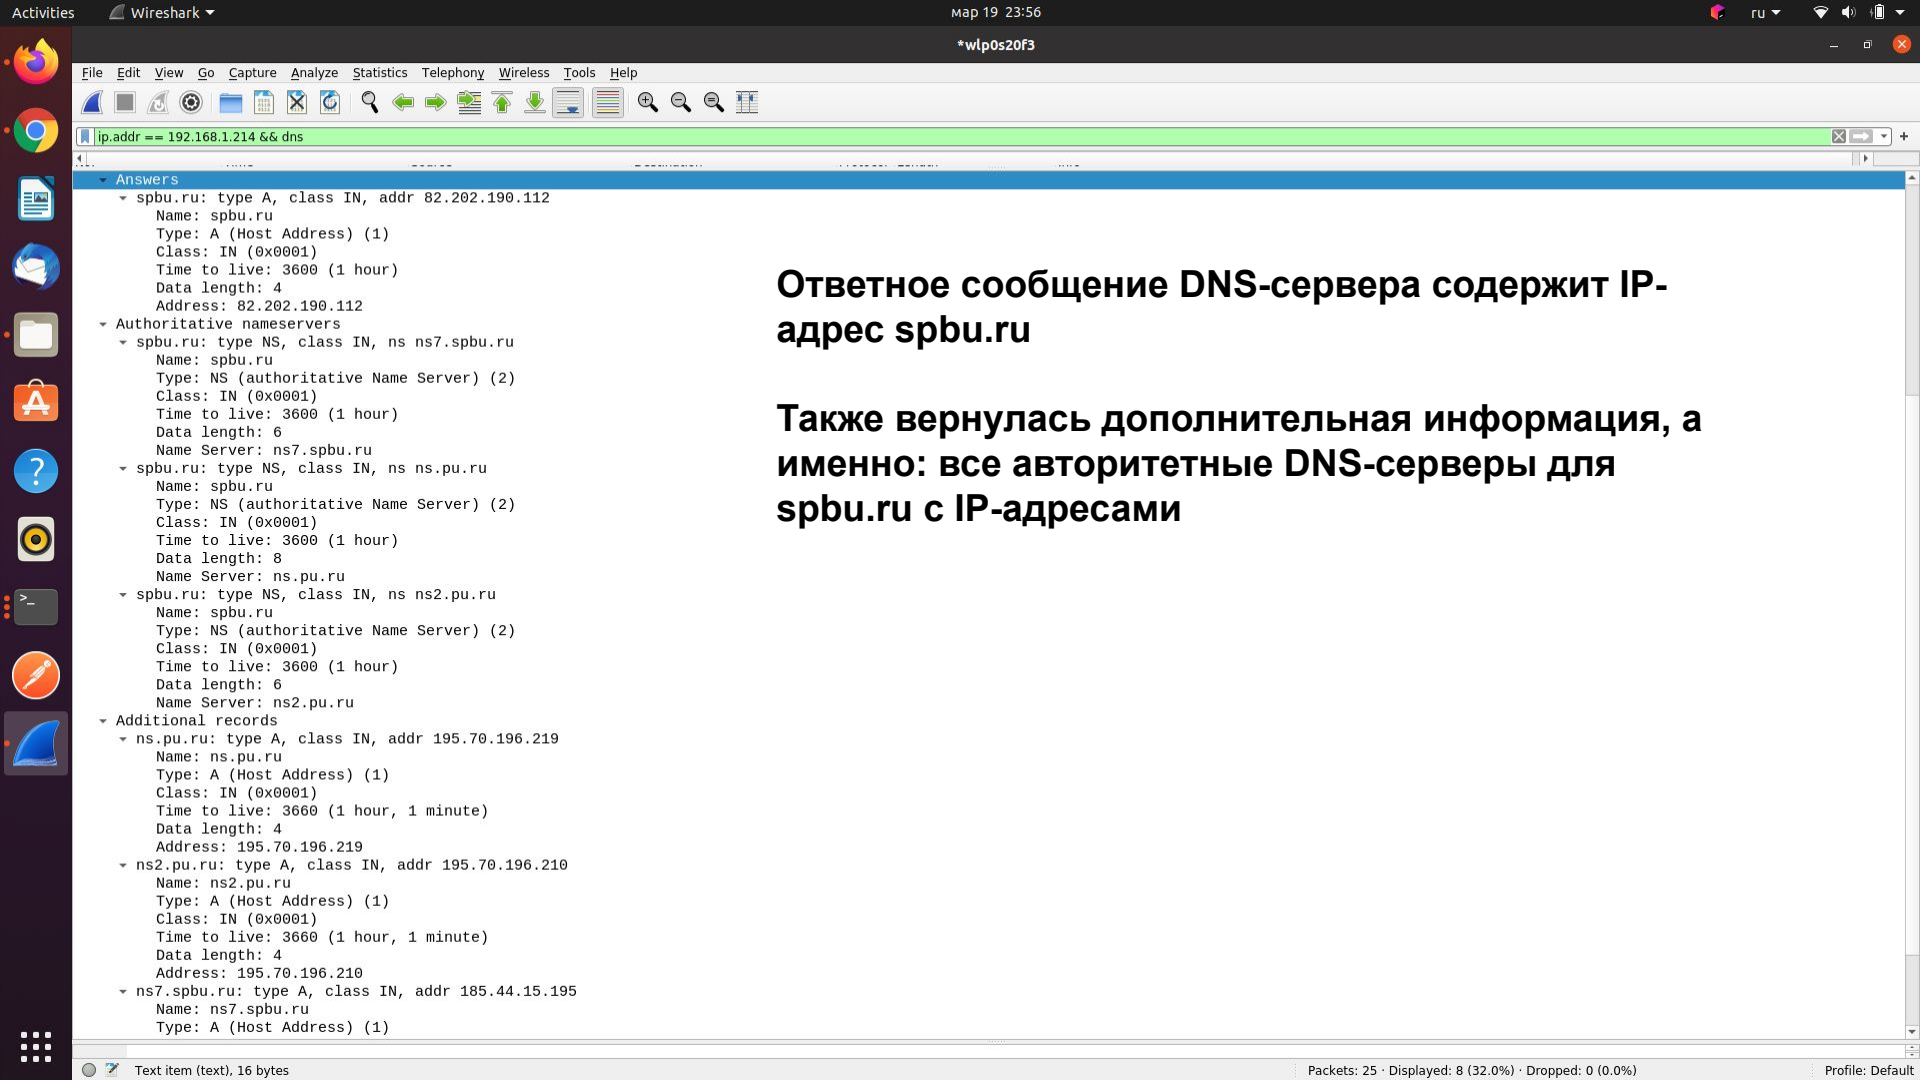 Activities
Wireshark
мар 19 23:56
ru
*wlp0s20f3
File Edit View Go Capture Analyze Statistics Telephony Wireless Tools Help
ip.addr == 192.168.1.214 && dns
Answers
spbu.ru: type A, class IN, addr 82.202.190.112
Name: spbu.ru
Type: A (Host Address) (1)
Class: IN (0x0001)
Time to live: 3600 (1 hour)
Data length: 4
Address: 82.202.190.112
Authoritative nameservers
spbu.ru: type NS, class IN, ns ns7.spbu.ru
Name: spbu.ru
Type: NS (authoritative Name Server) (2)
Class: IN (0x0001)
Time to live: 3600 (1 hour)
Data length: 6
Name Server: ns7.spbu.ru
spbu.ru: type NS, class IN, ns ns.pu.ru
Name: spbu.ru
Type: NS (authoritative Name Server) (2)
Class: IN (0x0001)
Time to live: 3600 (1 hour)
Data length: 8
Name Server: ns.pu.ru
spbu.ru: type NS, class IN, ns ns2.pu.ru
Name: spbu.ru
Type: NS (authoritative Name Server) (2)
Class: IN (0x0001)
Time to live: 3600 (1 hour)
Data length: 6
Name Server: ns2.pu.ru
Additional records
ns.pu.ru: type A, class IN, addr 195.70.196.219
Name: ns.pu.ru
Type: A (Host Address) (1)
Class: IN (0x0001)
Time to live: 3660 (1 hour, 1 minute)
Data length: 4
Address: 195.70.196.219
ns2.pu.ru: type A, class IN, addr 195.70.196.210
Name: ns2.pu.ru
Type: A (Host Address) (1)
Class: IN (0x0001)
Time to live: 3660 (1 hour, 1 minute)
Data length: 4
Address: 195.70.196.210
ns7.spbu.ru: type A, class IN, addr 185.44.15.195
Name: ns7.spbu.ru
Type: A (Host Address) (1)
Ответное сообщение DNS-сервера содержит IP-
адрес spbu.ru
Также вернулась дополнительная информация, а
именно: все авторитетные DNS-серверы для
spbu.ru с IP-адресами
Text item (text), 16 bytes
Packets: 25 · Displayed: 8 (32.0%) · Dropped: 0 (0.0%)
Profile: Default